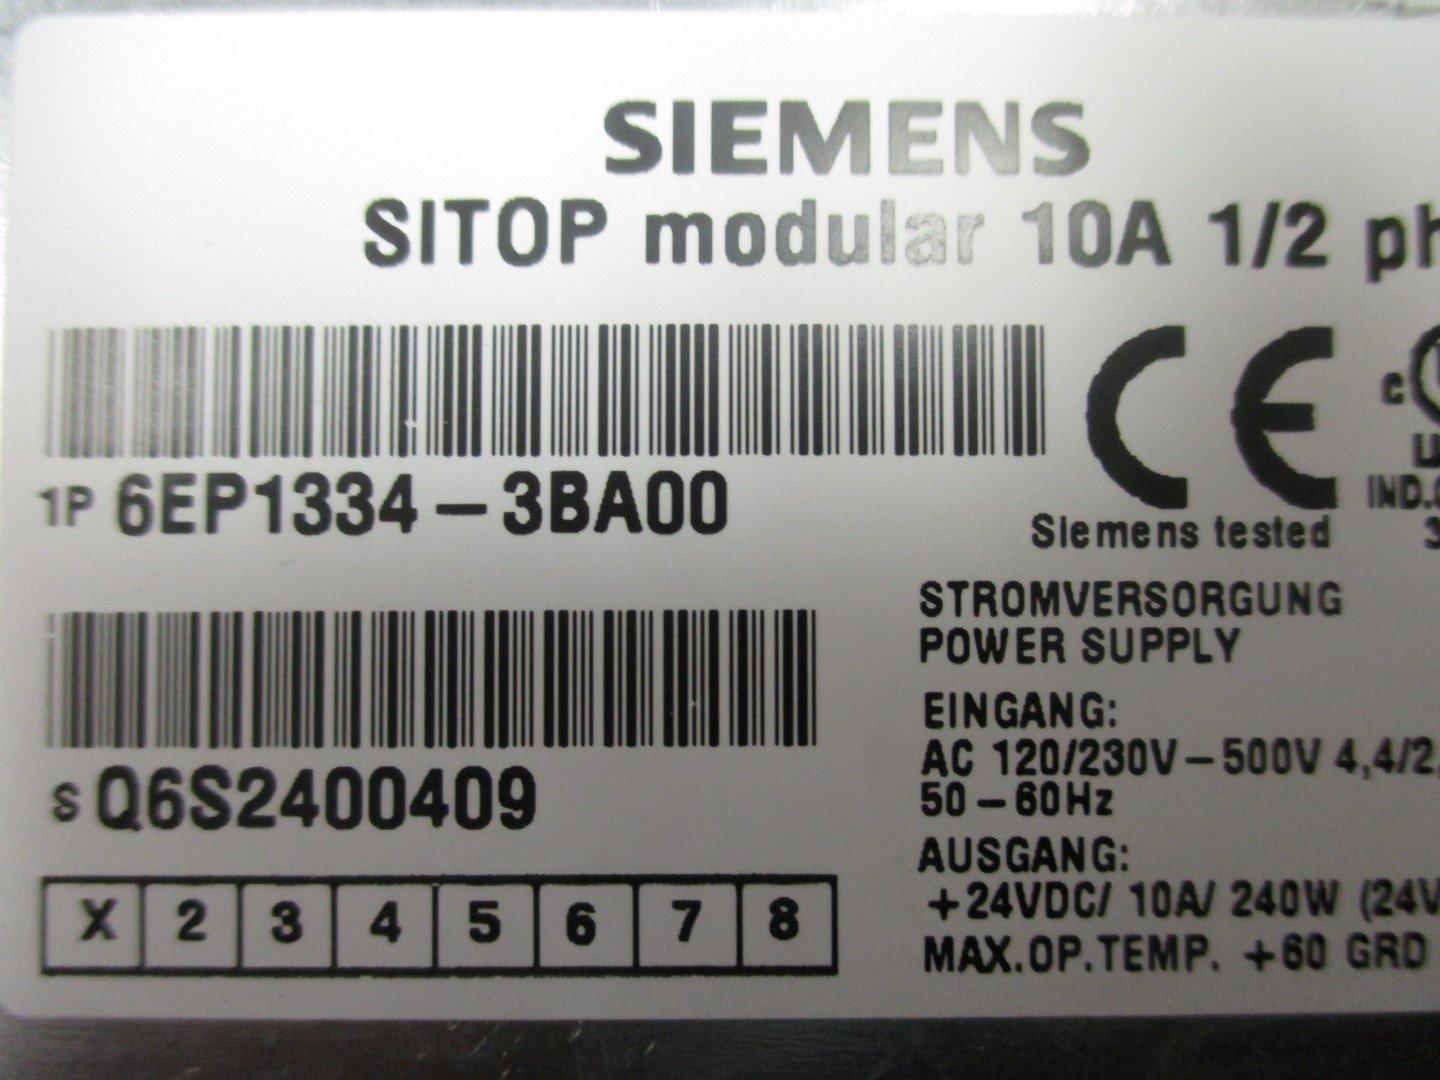 SIEMENS
SITOP modular 10A 1/2 ph
1P 6EP1334-3BA00
Siemens tested
c
IND.
3
STROMVERSORGUNG
POWER SUPPLY
EINGANG:
AC 120/230V-500V 4,4/2,
50-60Hz
AUSGANG:
+24VDC/ 10A/ 240W (24V
MAX.OP.TEMP. +60 GRD
S Q6S2400409
X 2 3 4 5 6 7 8